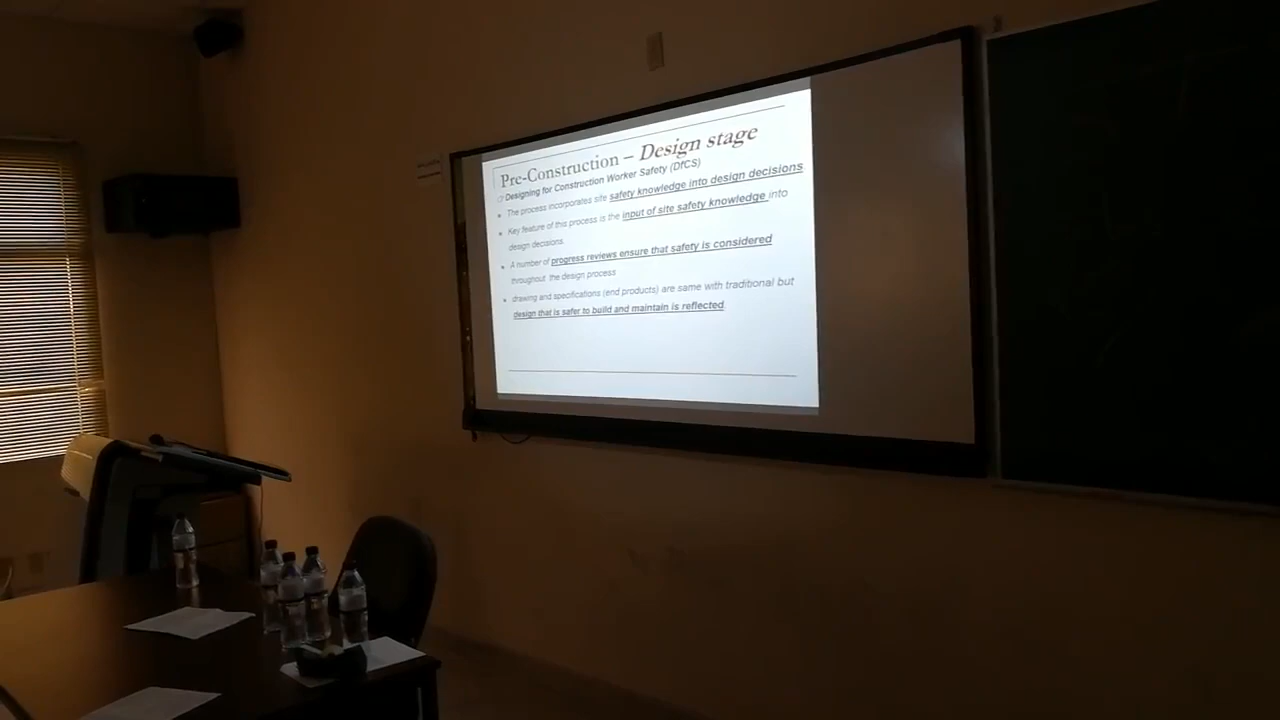 Pre-Construction – Design stage
Designing for Construction Worker Safety (DfCS)
The process incorporates site safety knowledge into design decisions
Key feature of this process is the input of site safety knowledge into
design decisions.
A number of progress reviews ensure that safety is considered
throughout the design process
drawing and specifications (end products) are same with traditional but
design that is safer to build and maintain is reflected.